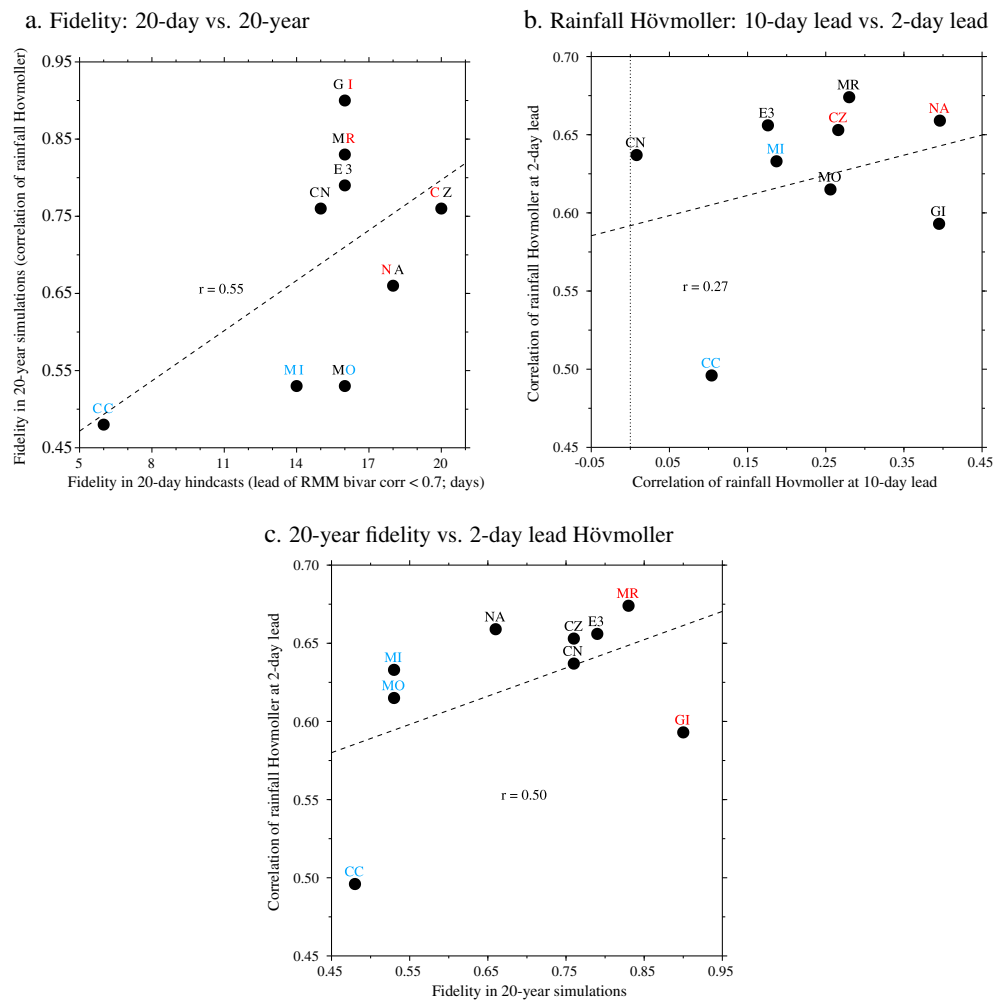 a. Fidelity: 20-day vs. 20-year
Fidelity in 20-year simulations (correlation of rainfall Hovmoller)
0.95
0.85
0.75
0.65
0.55
0.45
G I
M R
E 3
CN
C Z
N A
r = 0.55
M I
M O
C C
5
8
11
14
17
20
Fidelity in 20-day hindcasts (lead of RMM bivar corr < 0.7; days)
b. Rainfall Hövmoller: 10-day lead vs. 2-day lead
Correlation of rainfall Hovmoller at 2-day lead
0.70
0.65
0.60
0.55
0.50
0.45
MR
NA
E3
CZ
CN
MI
MO
GI
r = 0.27
CC
-0.05
0.05
0.15
0.25
0.35
0.45
Correlation of rainfall Hovmoller at 10-day lead
c. 20-year fidelity vs. 2-day lead Hövmoller
Correlation of rainfall Hovmoller at 2-day lead
0.70
0.65
0.60
0.55
0.50
0.45
MR
NA
CZ
E3
CN
MI
MO
GI
r = 0.50
CC
0.45
0.55
0.65
0.75
0.85
0.95
Fidelity in 20-year simulations